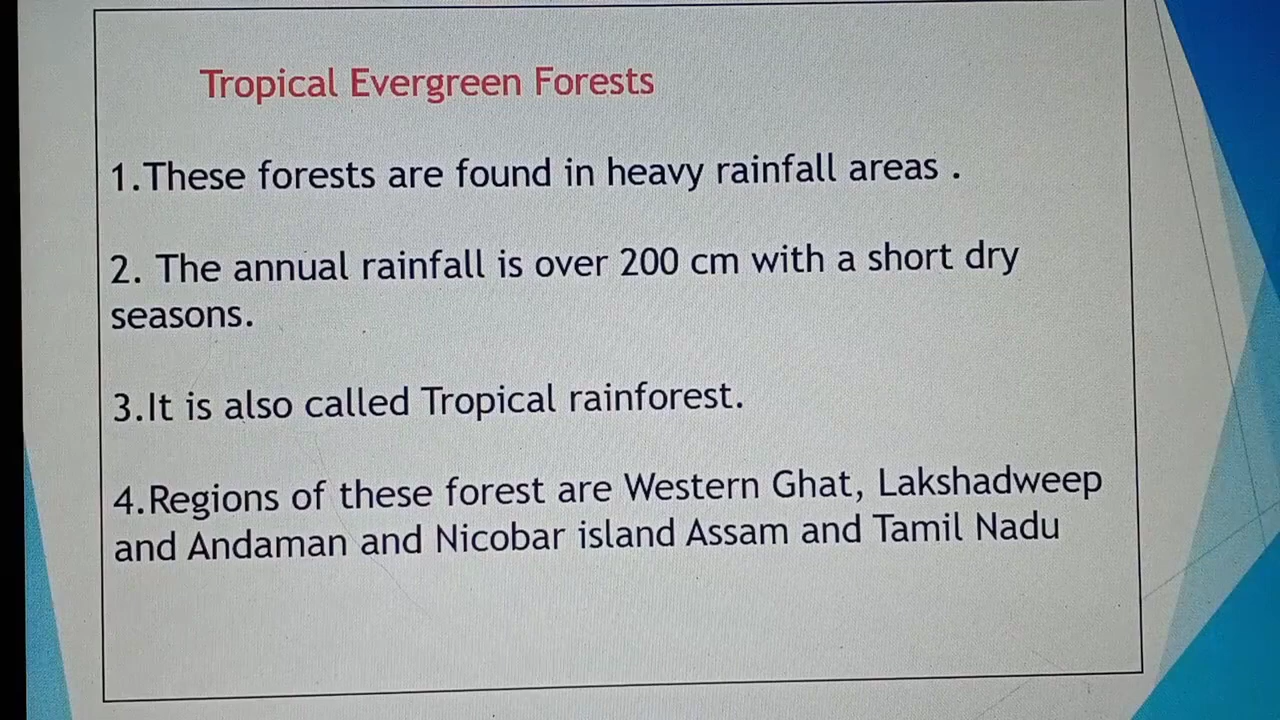 Tropical Evergreen Forests
1.These forests are found in heavy rainfall areas .
2. The annual rainfall is over 200 cm with a short dry
seasons.
3.It is also called Tropical rainforest.
4.Regions of these forest are Western Ghat, Lakshadweep
and Andaman and Nicobar island Assam and Tamil Nadu